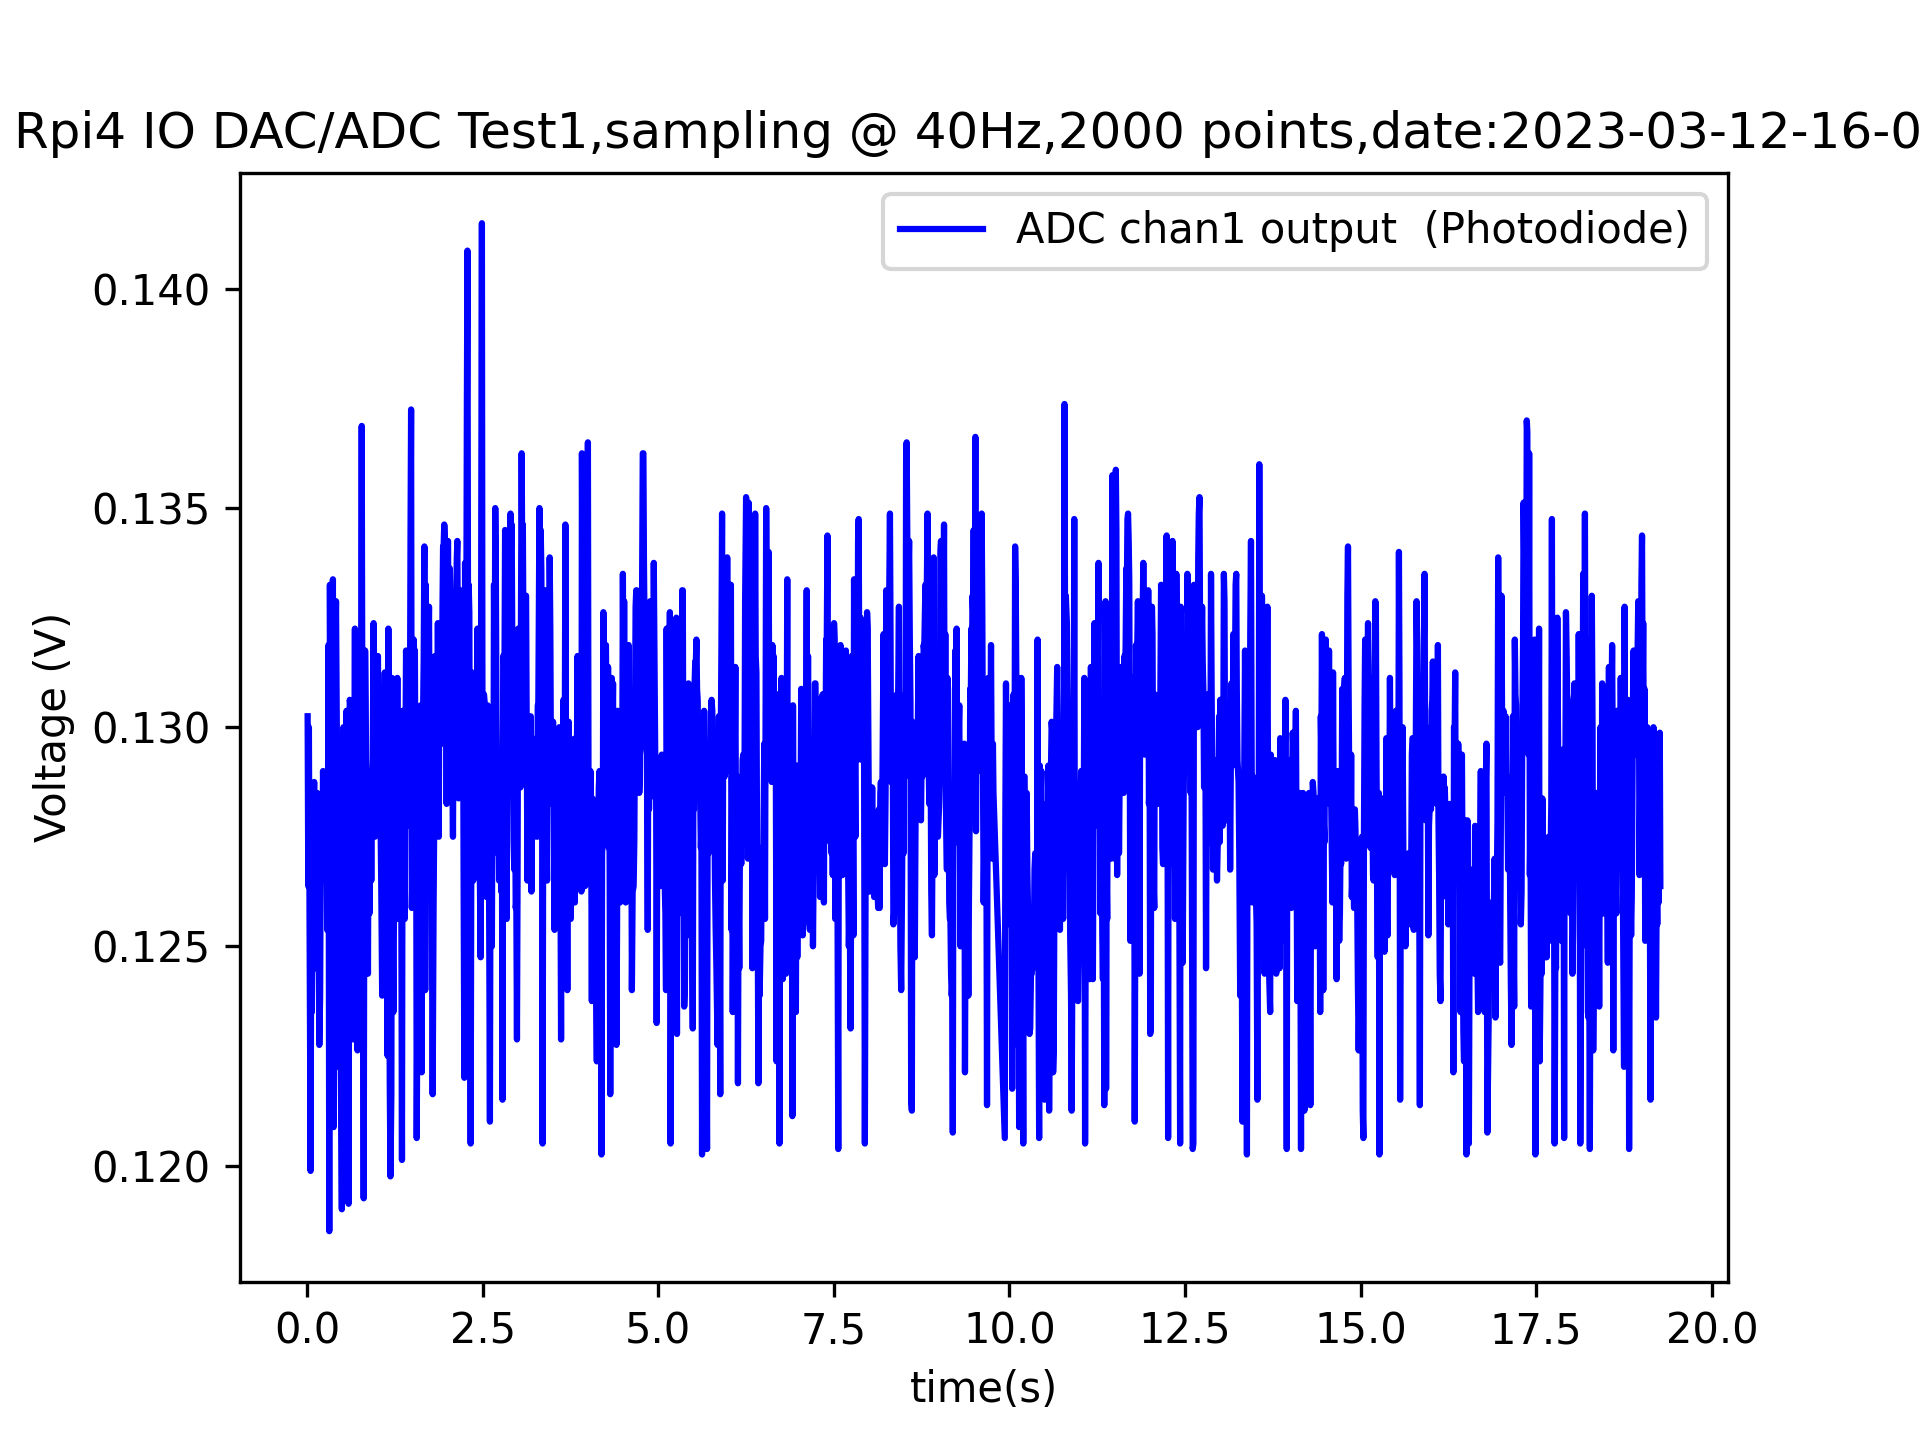 Rpi4 IO DAC/ADC Test1,sampling @ 40Hz,2000 points,date:2023-03-12-16-0
ADC chan1 output  (Photodiode)
0.140
0.135
0.130
0.125
0.120
Voltage (V)
0.0 2.5 5.0 7.5 10.0 12.5 15.0 17.5 20.0
time(s)